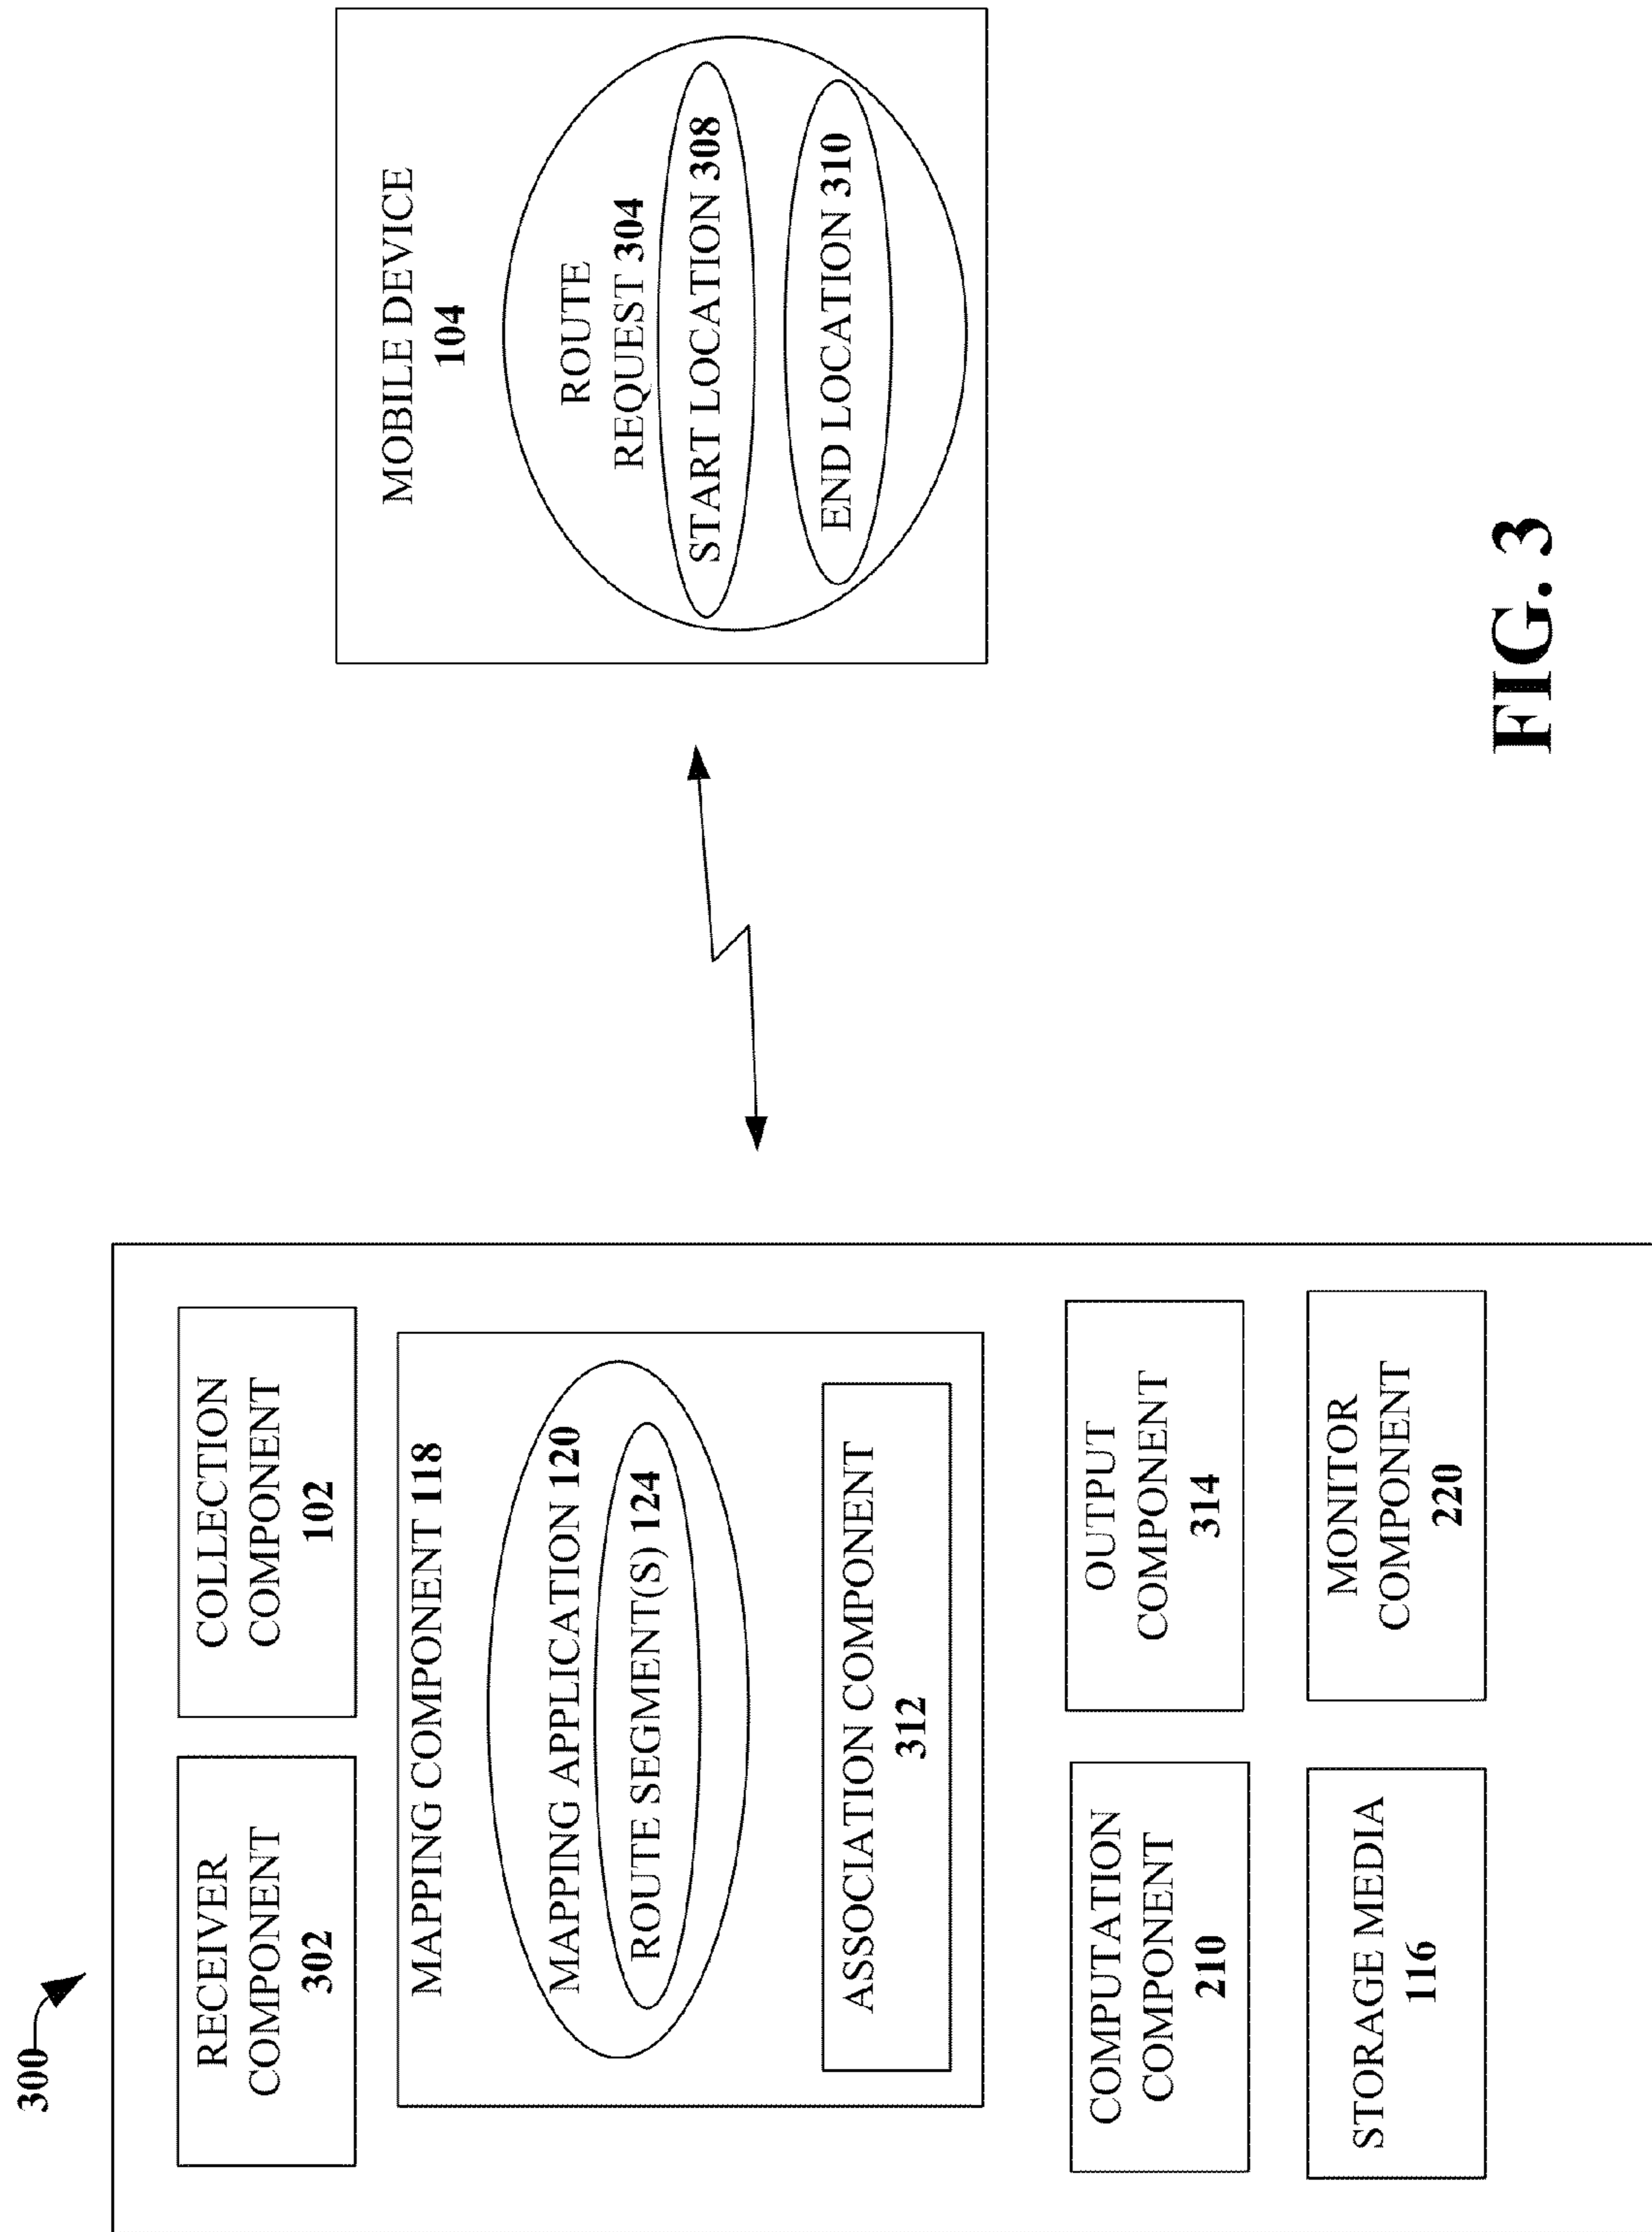 300
RECEIVER
COMPONENT
302
COLLECTION
COMPONENT
102
MAPPING COMPONENT 118
MAPPING APPLICATION 120
ROUTE SEGMENT(S) 124
ASSOCIATION COMPONENT
312
COMPUTATION
COMPONENT
210
OUTPUT
COMPONENT
314
STORAGE MEDIA
116
MONITOR
COMPONENT
220
MOBILE DEVICE
104
ROUTE
REQUEST 304
START LOCATION 308
END LOCATION 310
FIG. 3